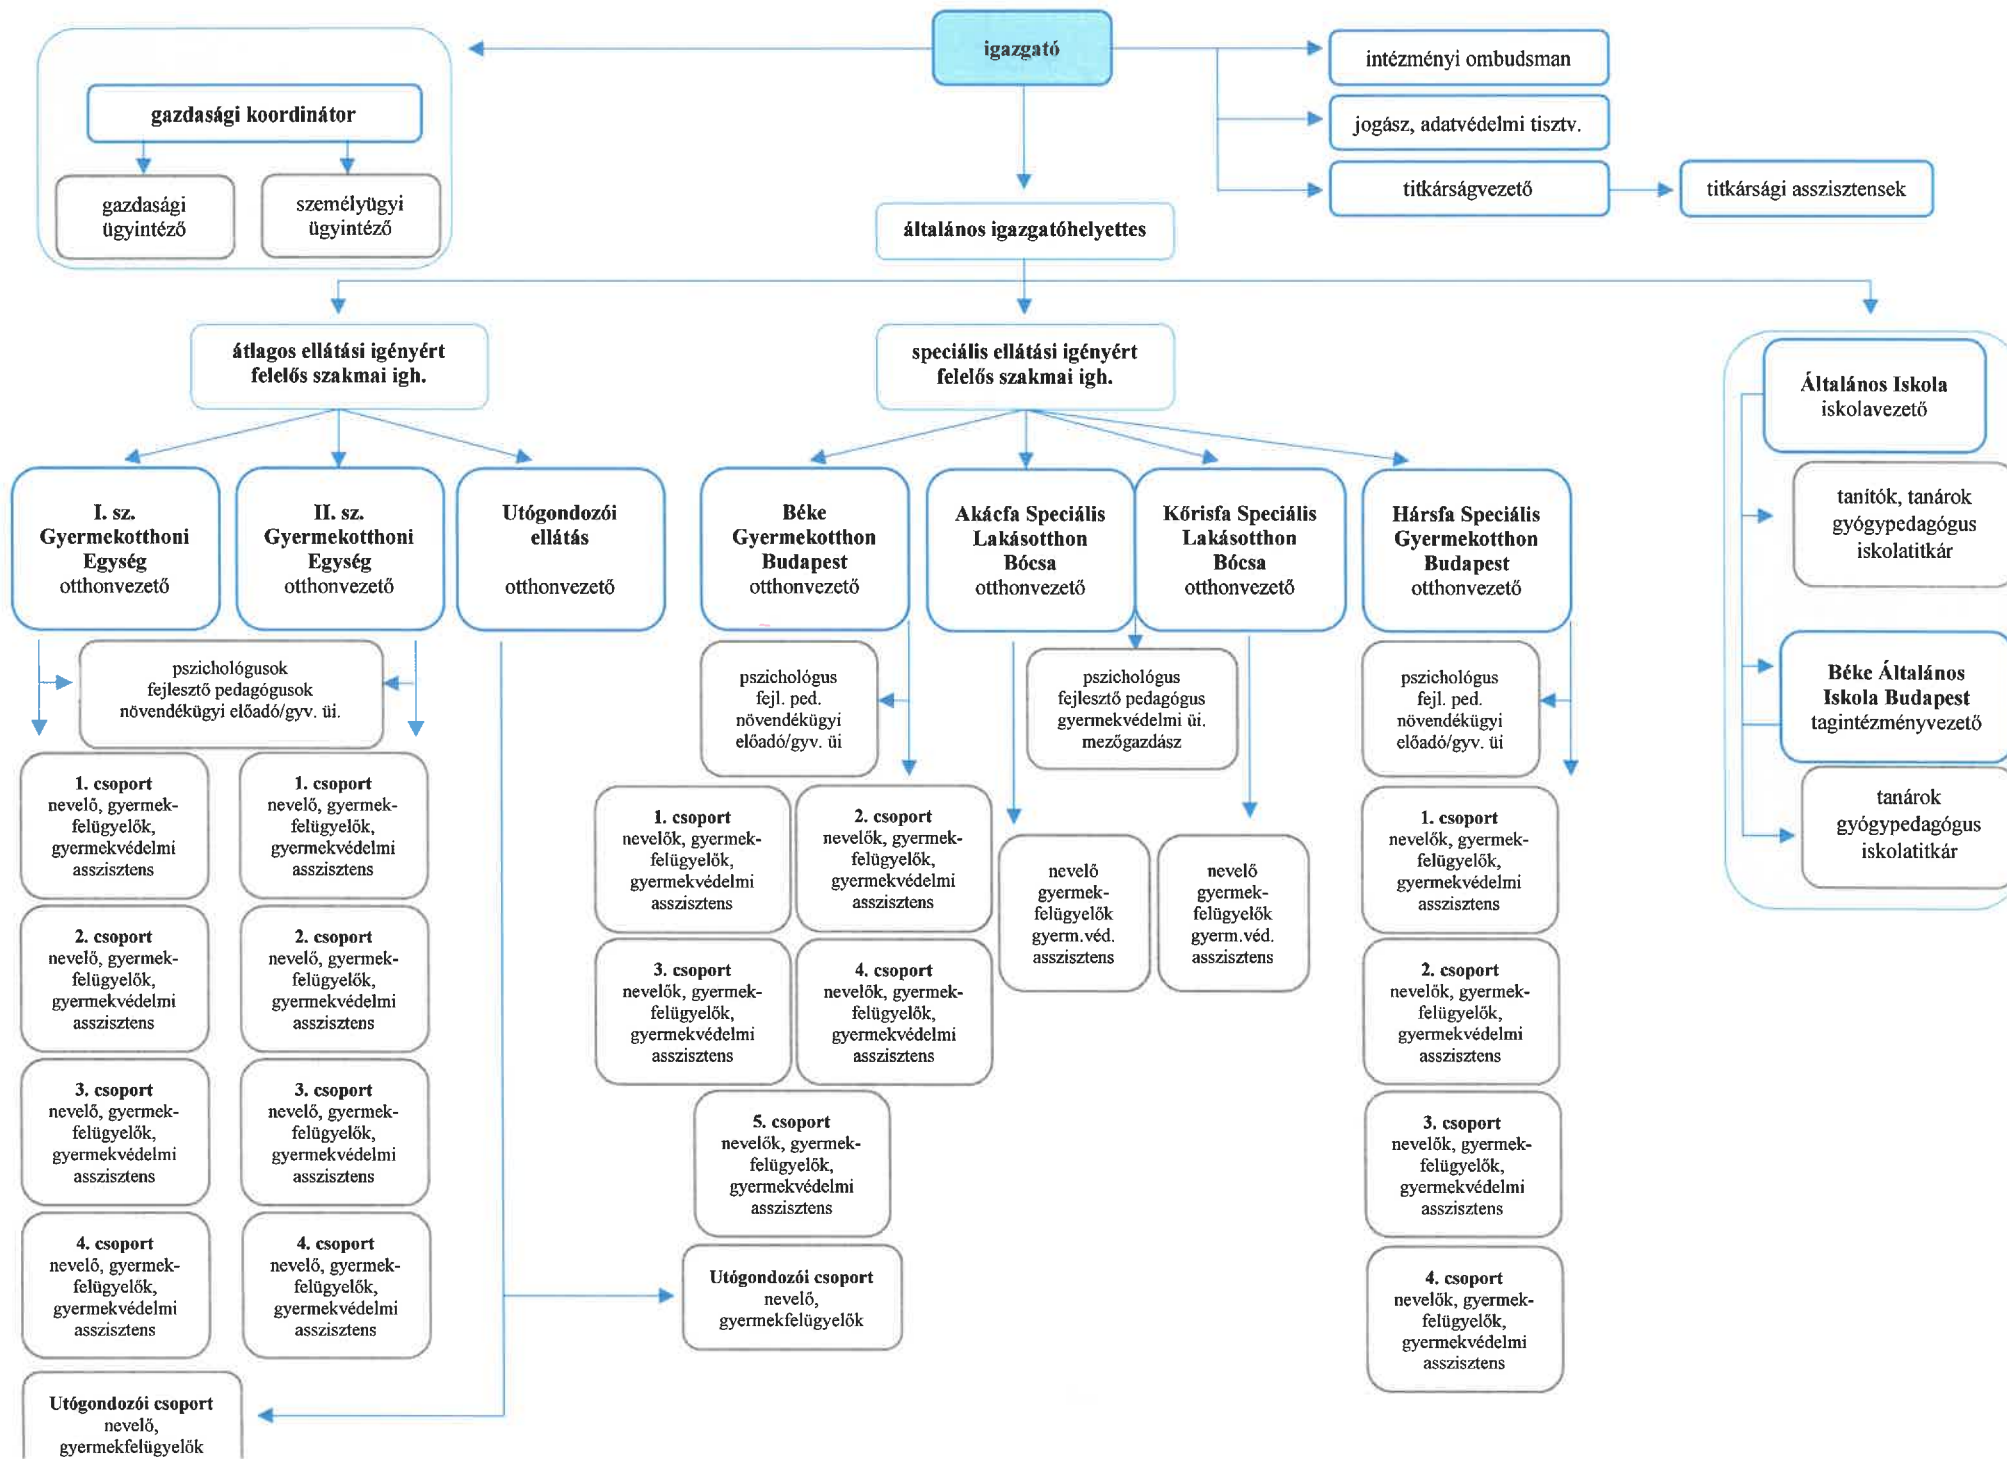 igazgató
intézményi ombudsman
gazdasági koordinátor
jogász, adatvédelmi tisztv.
gazdasági
ügyintéző
személyügyi
ügyintéző
titkárságvezető
titkársági asszisztensek
általános igazgatóhelyettes
átlagos ellátási igényért
felelős szakmai igh.
speciális ellátási igényért
felelős szakmai igh.
Általános Iskola
iskolavezető
tanítók, tanárok
gyógypedagógus
iskolatitkár
Béke Általános
Iskola Budapest
tagintézményvezető
tanárok
gyógypedagógus
iskolatitkár
I. sz.
Gyermekotthoni
Egység
otthonvezető
II. sz.
Gyermekotthoni
Egység
otthonvezető
Utógondozói
ellátás
otthonvezető
Béke
Gyermekotthon
Budapest
otthonvezető
Akácfa Speciális
Lakásotthon
Bócsa
otthonvezető
Kőrisfa Speciális
Lakásotthon
Bócsa
otthonvezető
Hársfa Speciális
Gyermekotthon
Budapest
otthonvezető
pszichológusok
fejlesztő pedagógusok
növendékügyi előadó/gyv. üi.
pszichológus
fejl. ped.
növendékügyi
előadó/gyv. üi
pszichológus
fejlesztő pedagógus
gyermekvédelmi üi.
mezőgazdász
pszichológus
fejl. ped.
növendékügyi
előadó/gyv. üi
1. csoport
nevelő, gyermek-
felügyelők,
gyermekvédelmi
asszisztens
1. csoport
nevelő, gyermek-
felügyelők,
gyermekvédelmi
asszisztens
2. csoport
nevelő, gyermek-
felügyelők,
gyermekvédelmi
asszisztens
2. csoport
nevelő, gyermek-
felügyelők,
gyermekvédelmi
asszisztens
3. csoport
nevelő, gyermek-
felügyelők,
gyermekvédelmi
asszisztens
3. csoport
nevelő, gyermek-
felügyelők,
gyermekvédelmi
asszisztens
4. csoport
nevelő, gyermek-
felügyelők,
gyermekvédelmi
asszisztens
4. csoport
nevelő, gyermek-
felügyelők,
gyermekvédelmi
asszisztens
Utógondozói csoport
nevelő,
gyermekfelügyelők
1. csoport
nevelők, gyermek-
felügyelők,
gyermekvédelmi
asszisztens
2. csoport
nevelők, gyermek-
felügyelők,
gyermekvédelmi
asszisztens
3. csoport
nevelők, gyermek-
felügyelők,
gyermekvédelmi
asszisztens
4. csoport
nevelők, gyermek-
felügyelők,
gyermekvédelmi
asszisztens
5. csoport
nevelők, gyermek-
felügyelők,
gyermekvédelmi
asszisztens
Utógondozói csoport
nevelő,
gyermekfelügyelők
nevelő
gyermek-
felügyelők
gyerm.véd.
asszisztens
nevelő
gyermek-
felügyelők
gyerm.véd.
asszisztens
1. csoport
nevelők, gyermek-
felügyelők,
gyermekvédelmi
asszisztens
2. csoport
nevelők, gyermek-
felügyelők,
gyermekvédelmi
asszisztens
3. csoport
nevelők, gyermek-
felügyelők,
gyermekvédelmi
asszisztens
4. csoport
nevelők, gyermek-
felügyelők,
gyermekvédelmi
asszisztens